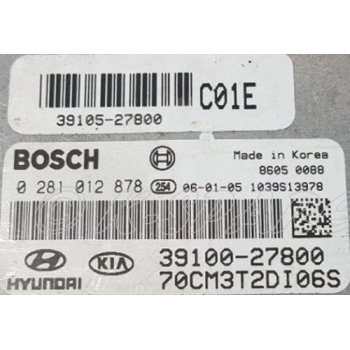 39105-27800
C01E
BOSCH
Made in Korea
8605 0088
0 281 012 878 254 06-01-05 1039S13978
HYUNDAI KIA
39100-27800
70CM3T2DI06S